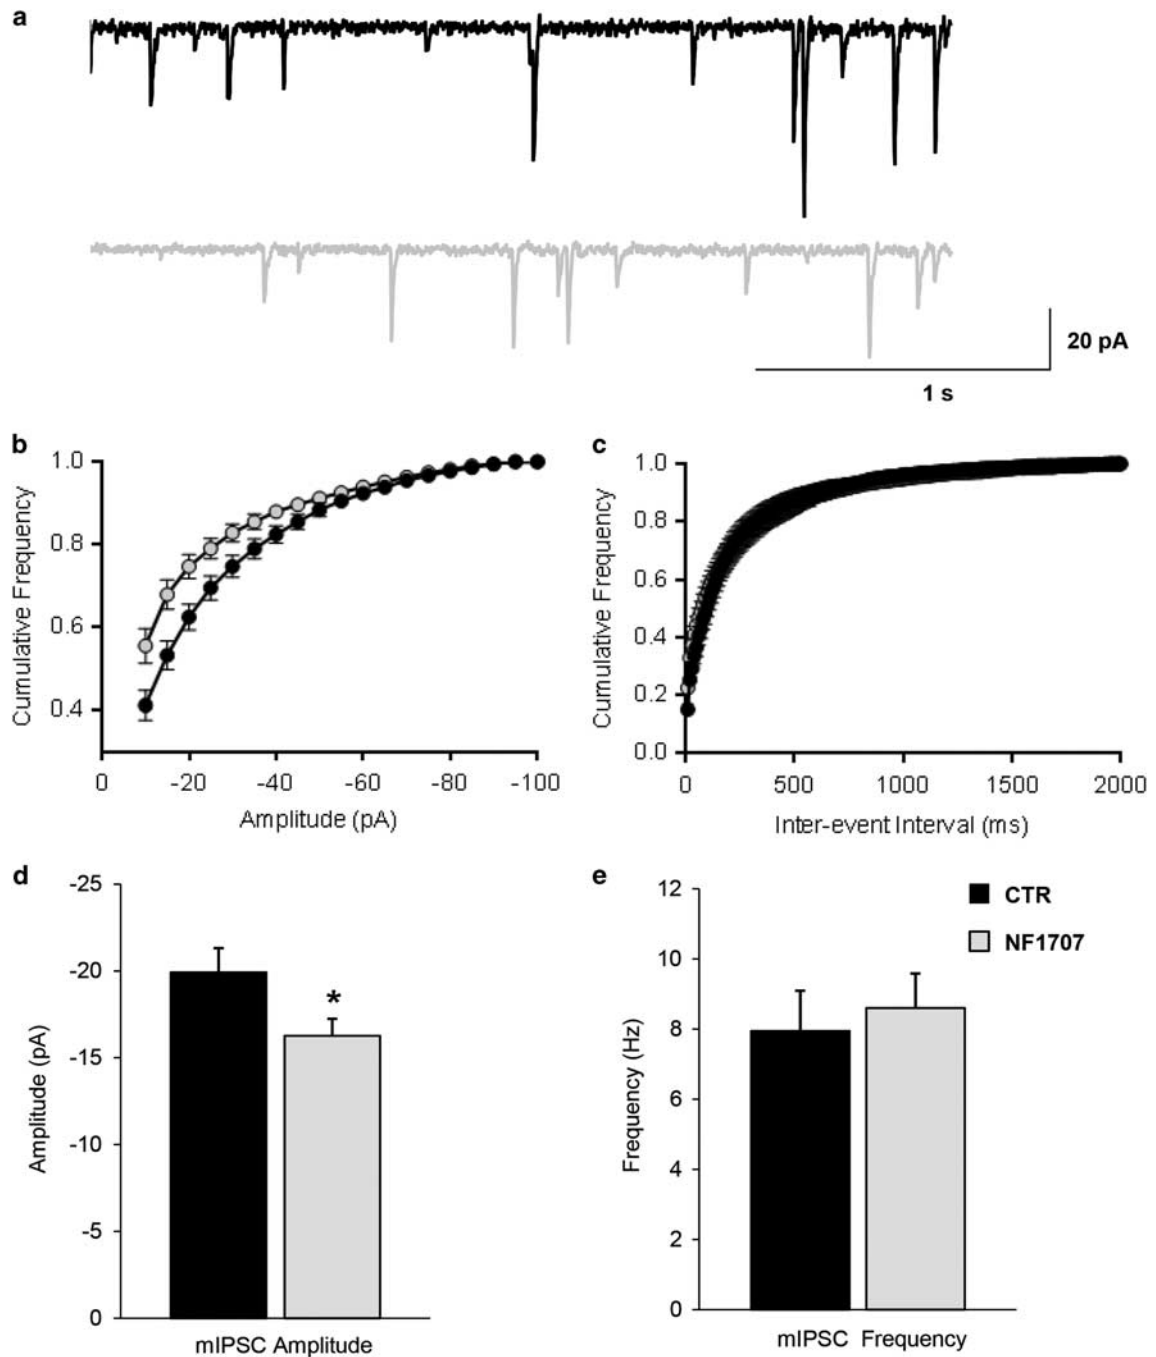 a
20 pA
1 s
b
1.0
0.8
0.6
0.4
0 -20 -40 -60 -80 -100
Cumulative Frequency
Amplitude (pA)
c
1.0
0.8
0.6
0.4
0.2
0.0
0 500 1000 1500 2000
Cumulative Frequency
Inter-event Interval (ms)
d
-25
-20
-15
-10
-5
0
Amplitude (pA)
*
mIPSC Amplitude
e
12
10
8
6
4
2
0
Frequency (Hz)
CTR
NF1707
mIPSC Frequency